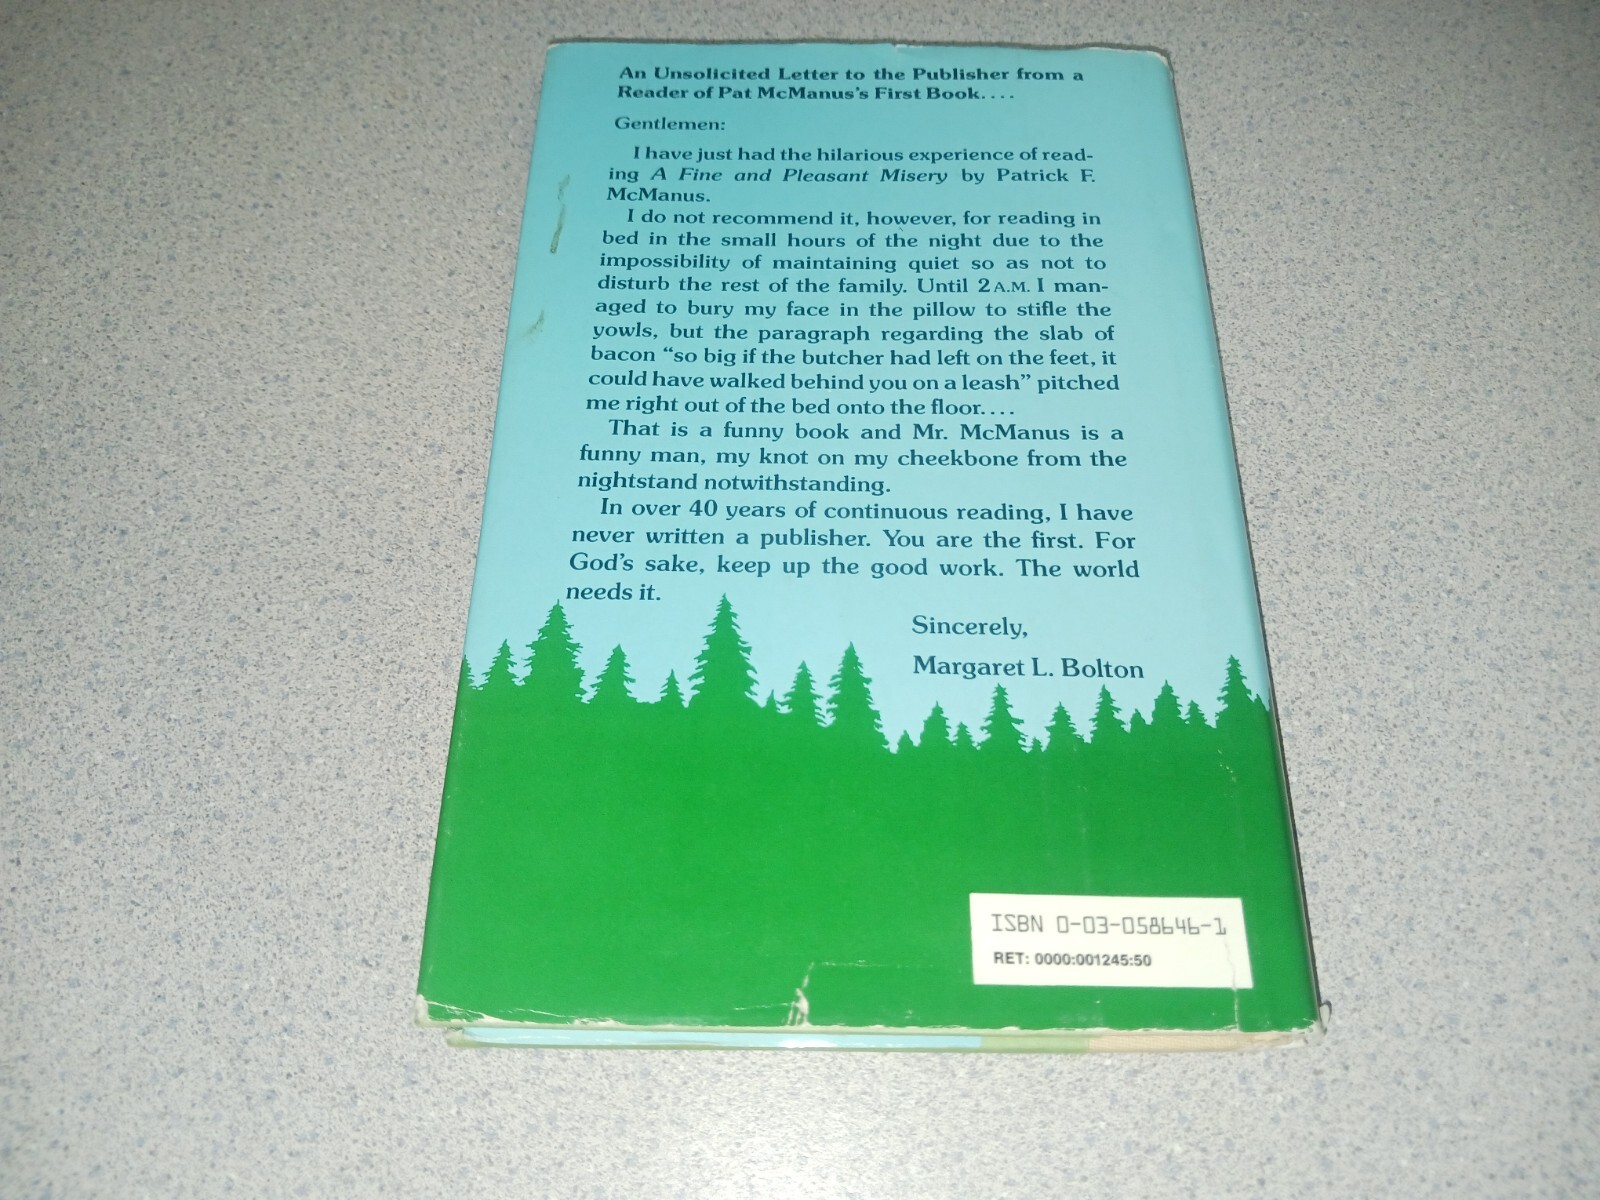 An Unsolicited Letter to the Publisher from a
Reader of Pat McManus's First Book....
Gentlemen:
I have just had the hilarious experience of read-
ing A Fine and Pleasant Misery by Patrick F.
McManus.
I do not recommend it, however, for reading in
bed in the small hours of the night due to the
impossibility of maintaining quiet so as not to
disturb the rest of the family. Until 2 A.M. I man-
aged to bury my face in the pillow to stifle the
yowls, but the paragraph regarding the slab of
bacon “so big if the butcher had left on the feet, it
could have walked behind you on a leash” pitched
me right out of the bed onto the floor....
That is a funny book and Mr. McManus is a
funny man, my knot on my cheekbone from the
nightstand notwithstanding.
In over 40 years of continuous reading, I have
never written a publisher. You are the first. For
God's sake, keep up the good work. The world
needs it.
Sincerely,
Margaret L. Bolton
ISBN 0-03-058646-1
RET: 0000:001245:50